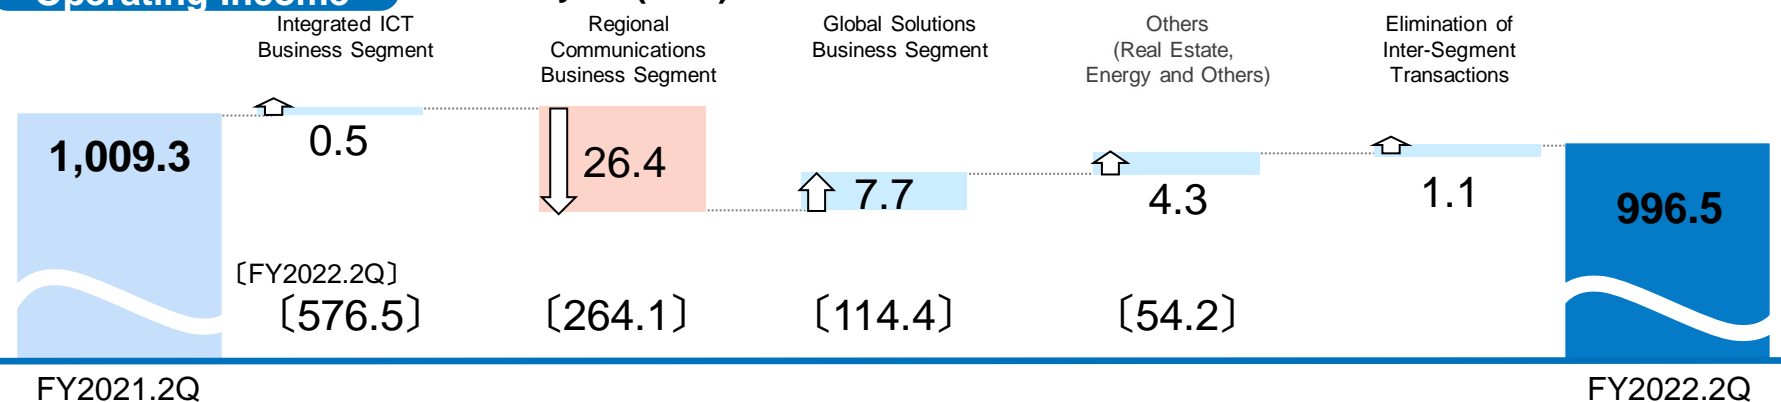 Operating Income
Integrated ICT
Business Segment
Regional
Communications
Business Segment
Global Solutions
Business Segment
Others
(Real Estate,
Energy and Others)
Elimination of
Inter-Segment
Transactions
1,009.3
0.5
26.4
7.7
4.3
1.1
996.5
〔FY2022.2Q〕
〔576.5〕
〔264.1〕
〔114.4〕
〔54.2〕
FY2021.2Q
FY2022.2Q